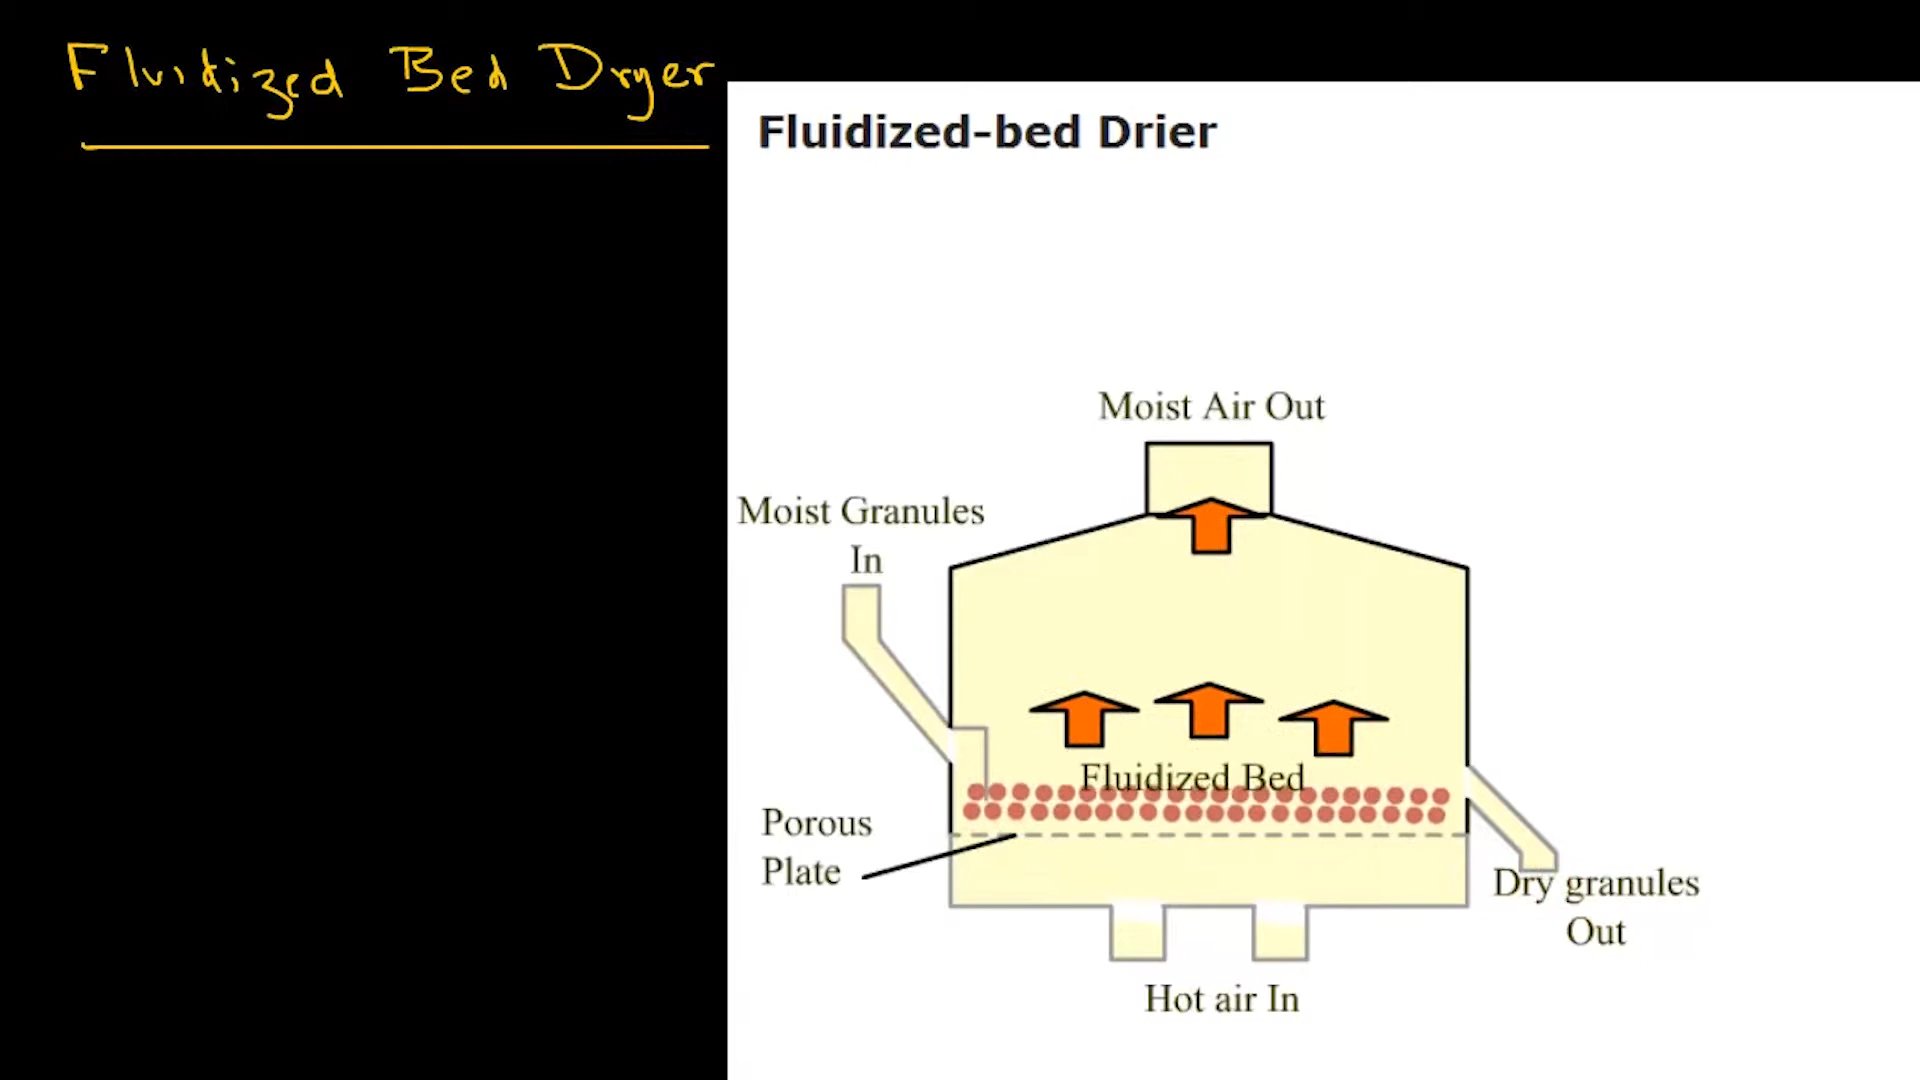 Fluidized Bed Dryer
Fluidized-bed Drier
Moist Air Out
Moist Granules
In
Fluidized Bed
Porous
Plate
Dry granules
Out
Hot air In